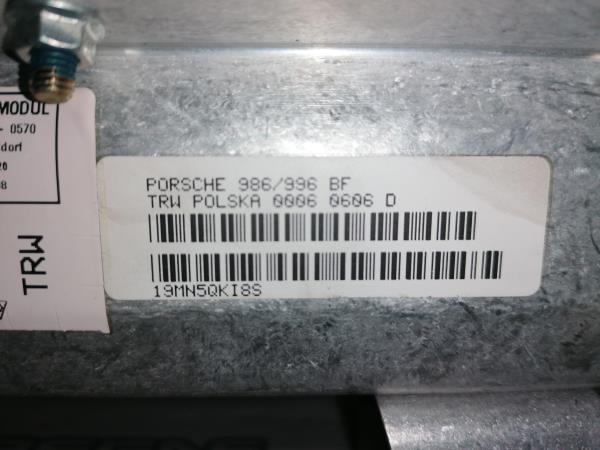 MODUL
- 0570
dorf
20
8
TRW
PORSCHE 986/996 BF
TRW POLSKA 0006 0606 D
19MN5QKI8S